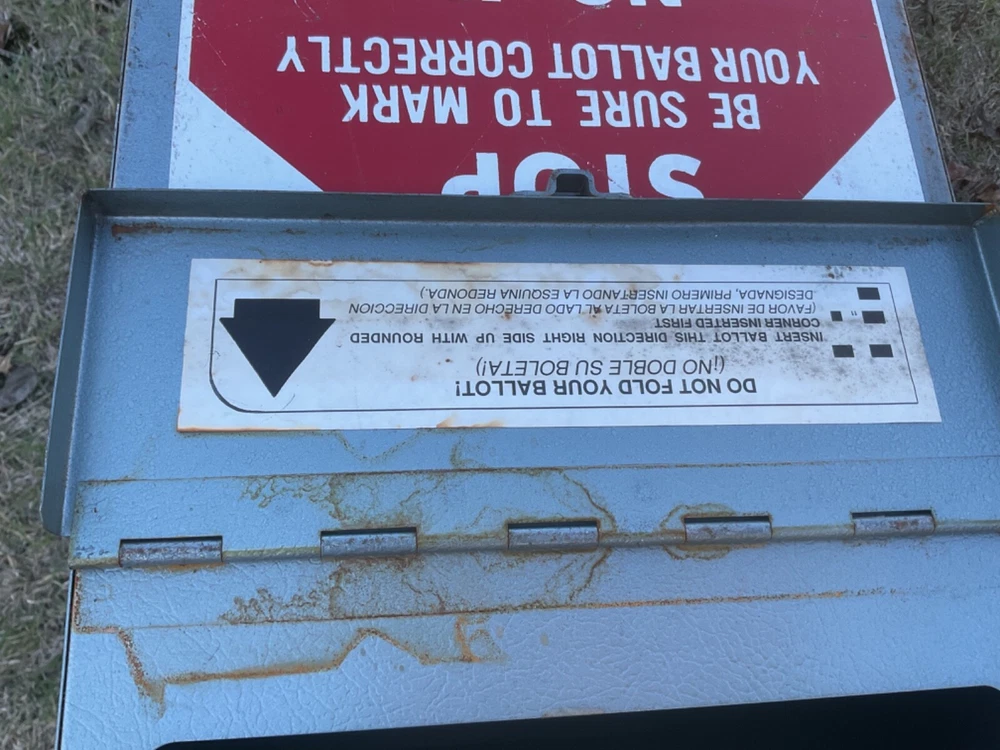 DO NOT FOLD YOUR BALLOT!
(¡NO DOBLE SU BOLETA!)
INSERT BALLOT THIS DIRECTION RIGHT SIDE UP WITH ROUNDED
CORNER INSERTED FIRST
(FAVOR DE INSERTAR LA BOLETA AL LADO DERECHO EN LA DIRECCION
DESIGNADA, PRIMERO INSERTANDO LA ESQUINA REDONDA.)
11
STOP
BE SURE TO MARK
YOUR BALLOT CORRECTLY
NO